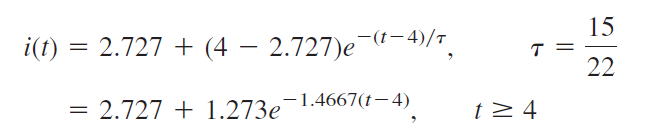 i(t) = 2.727 + (4 − 2.727)e^{−(t−4)/τ}, τ = 15/22
= 2.727 + 1.273e^{−1.4667(t−4)}, t ≥ 4